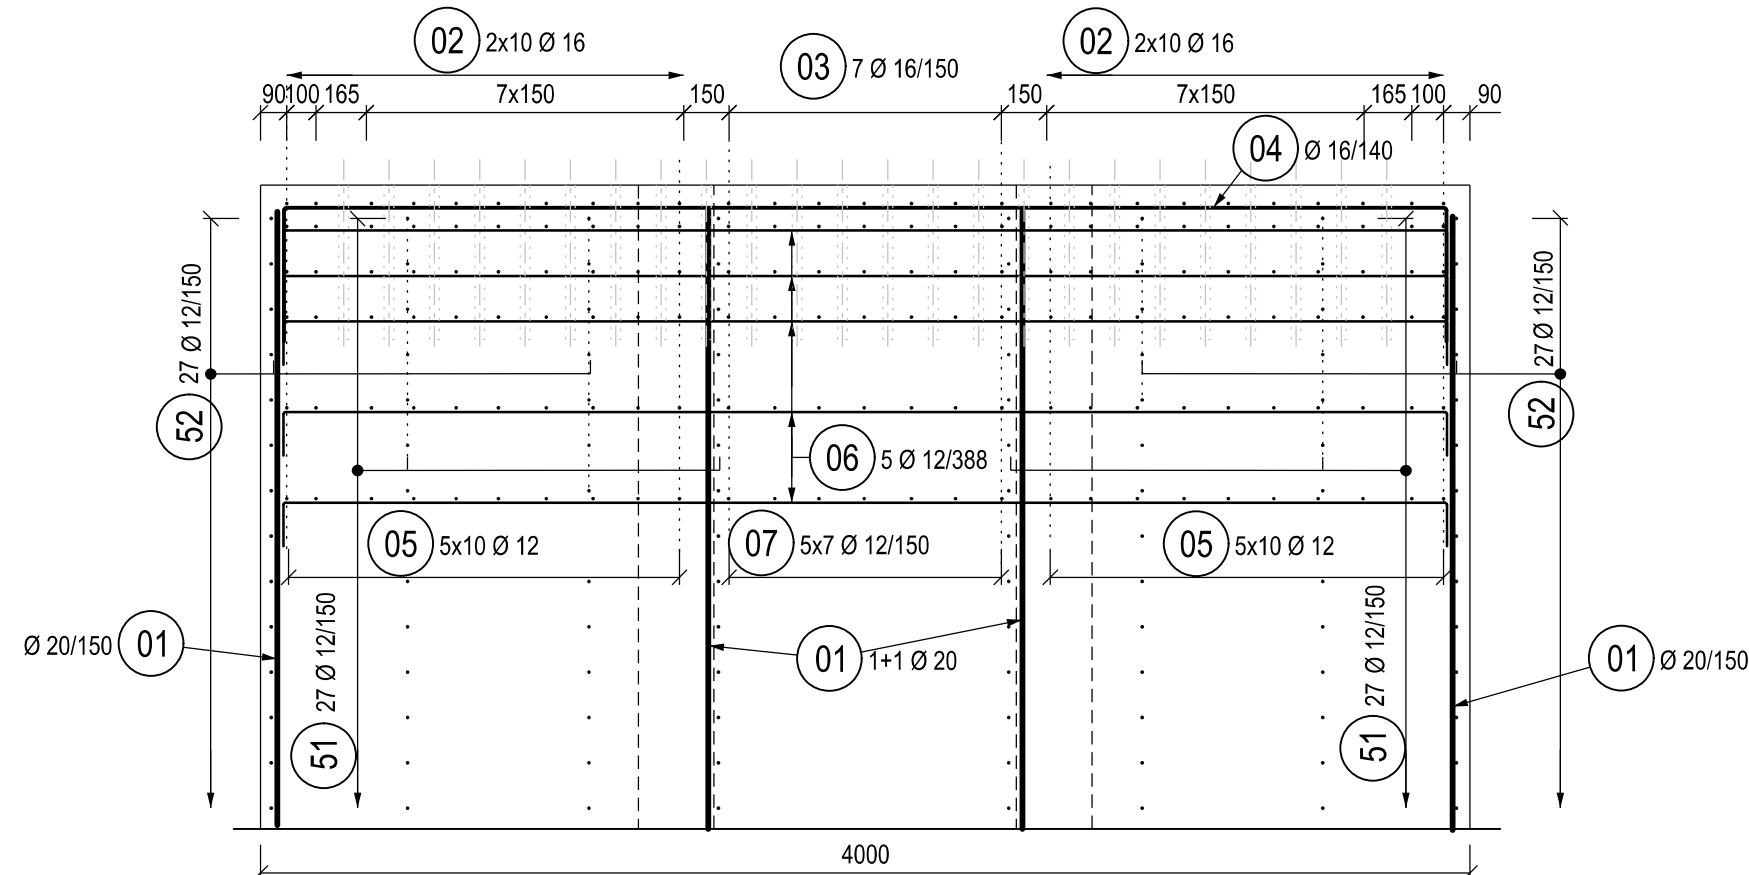 02 2x10 Ø 16
03 7 Ø 16/150
02 2x10 Ø 16
90 100 165 7x150 150 150 7x150 165 100 90
04 Ø 16/140
27 Ø 12/150
52
27 Ø 12/150
52
06 5 Ø 12/388
05 5x10 Ø 12
07 5x7 Ø 12/150
05 5x10 Ø 12
27 Ø 12/150
51
27 Ø 12/150
51
Ø 20/150 01
01 1+1 Ø 20
01 Ø 20/150
4000